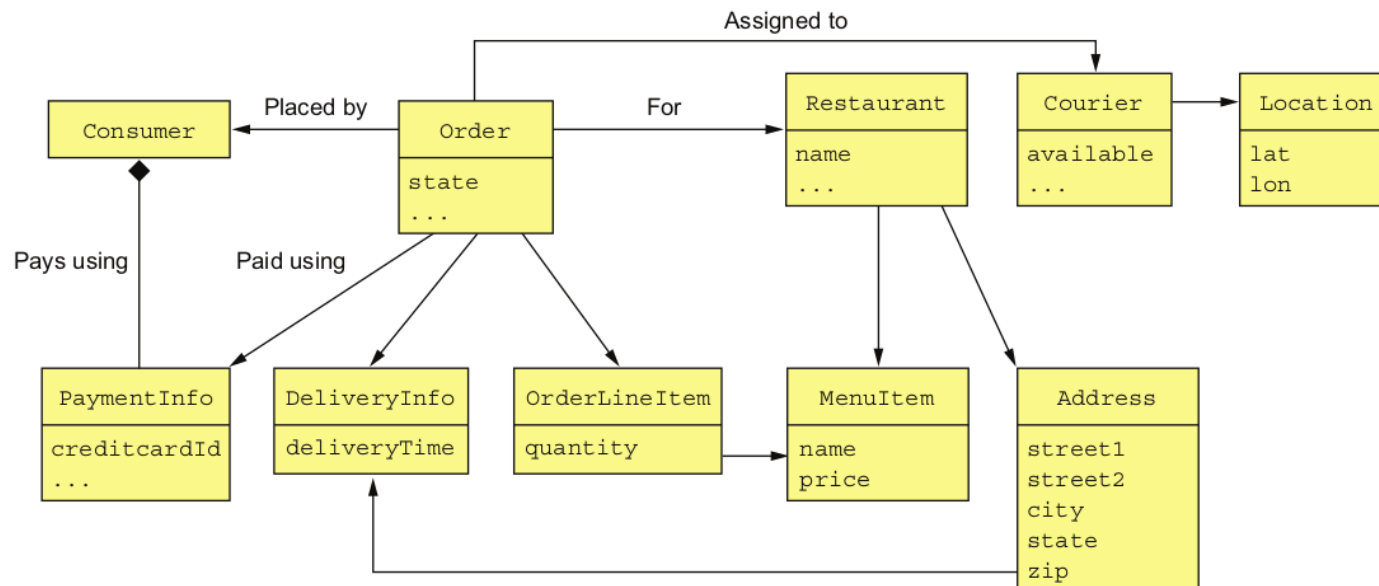 Assigned to
Consumer
Placed by
Order
state
...
For
Restaurant
name
...
Courier
available
...
Location
lat
lon
Pays using
Paid using
PaymentInfo
creditcardId
...
DeliveryInfo
deliveryTime
OrderLineItem
quantity
MenuItem
name
price
Address
street1
street2
city
state
zip